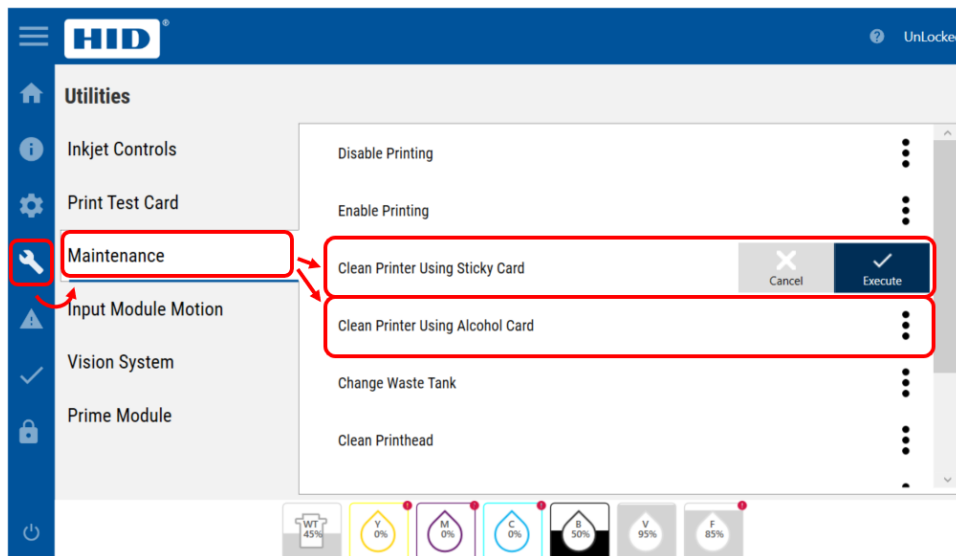 HID®
UnLocked
Utilities
Inkjet Controls
Print Test Card
Maintenance
Input Module Motion
Vision System
Prime Module
Disable Printing
Enable Printing
Clean Printer Using Sticky Card
Cancel
Execute
Clean Printer Using Alcohol Card
Change Waste Tank
Clean Printhead
WT
45%
Y
0%
M
0%
C
0%
B
50%
V
95%
F
85%